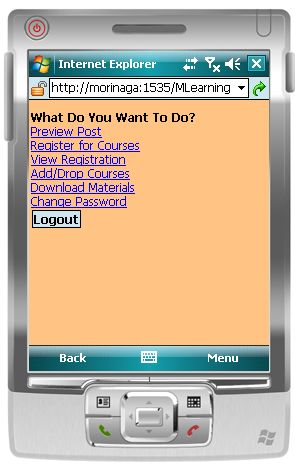 Internet Explorer
http://morinaga:1535/MLearning
What Do You Want To Do?
Preview Post
Register for Courses
View Registration
Add/Drop Courses
Download Materials
Change Password
Logout
Back Menu